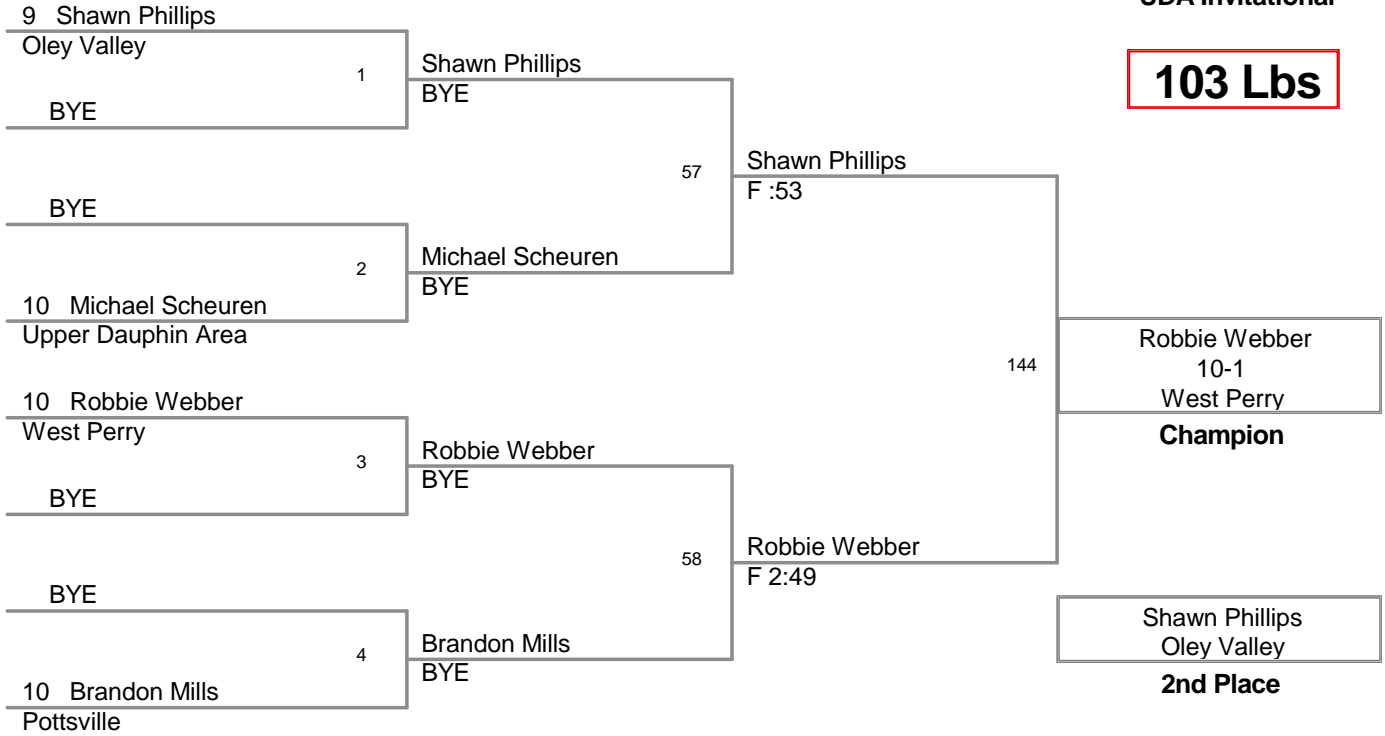 UDA Invitational
103 Lbs
9 Shawn Phillips
Oley Valley
1
BYE
BYE
2
10 Michael Scheuren
Upper Dauphin Area
10 Robbie Webber
West Perry
3
BYE
BYE
4
10 Brandon Mills
Pottsville
Shawn Phillips
BYE
57
Michael Scheuren
BYE
Robbie Webber
BYE
58
Brandon Mills
BYE
Shawn Phillips
F :53
144
Robbie Webber
F 2:49
Robbie Webber
10-1
West Perry
Champion
Shawn Phillips
Oley Valley
2nd Place